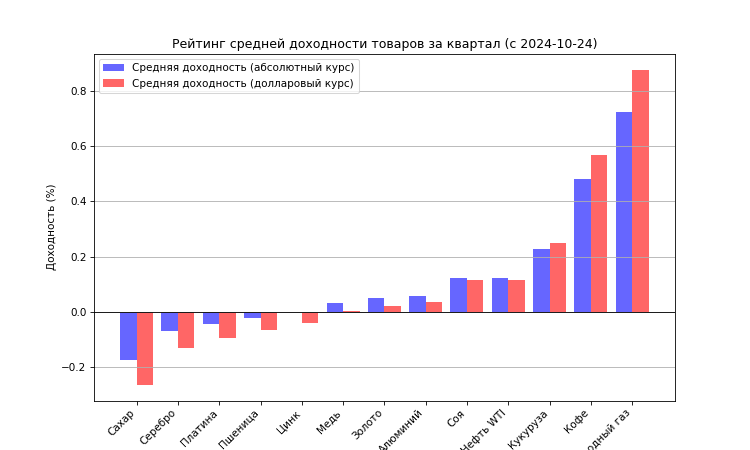 Рейтинг средней доходности товаров за квартал (с 2024-10-24)
Средняя доходность (абсолютный курс)
Средняя доходность (долларовый курс)
Доходность (%)
0.8
0.6
0.4
0.2
0.0
−0.2
Сахар
Серебро
Платина
Пшеница
Цинк
Медь
Золото
Алюминий
Соя
Нефть WTI
Кукуруза
Кофе
газ